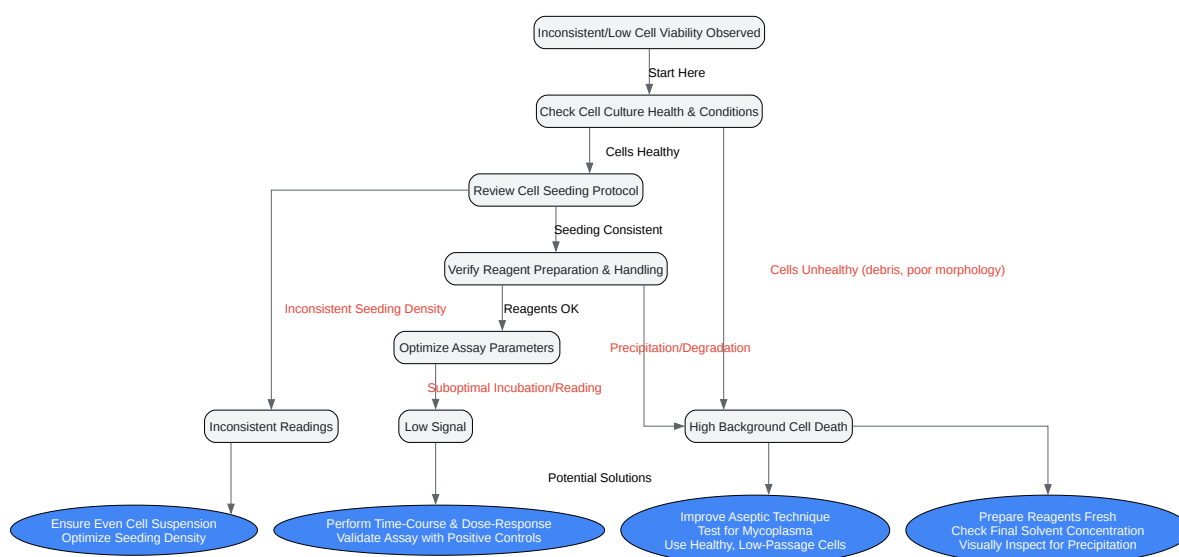 Inconsistent/Low Cell Viability Observed
Start Here
Check Cell Culture Health & Conditions
Cells Healthy
Review Cell Seeding Protocol
Seeding Consistent
Verify Reagent Preparation & Handling
Cells Unhealthy (debris, poor morphology)
Inconsistent Seeding Density
Reagents OK
Optimize Assay Parameters
Precipitation/Degradation
Suboptimal Incubation/Reading
Inconsistent Readings
Low Signal
High Background Cell Death
Potential Solutions
Ensure Even Cell Suspension
Optimize Seeding Density
Perform Time-Course & Dose-Response
Validate Assay with Positive Controls
Improve Aseptic Technique
Test for Mycoplasma
Use Healthy, Low-Passage Cells
Prepare Reagents Fresh
Check Final Solvent Concentration
Visually Inspect for Precipitation